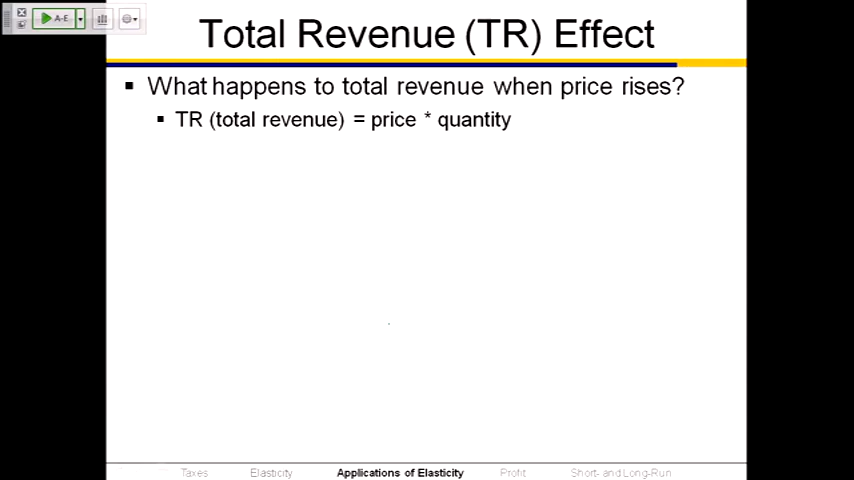 A-E
Total Revenue (TR) Effect
▪ What happens to total revenue when price rises?
▪ TR (total revenue) = price * quantity
Taxes Elasticity Applications of Elasticity Profit Short- and Long-Run